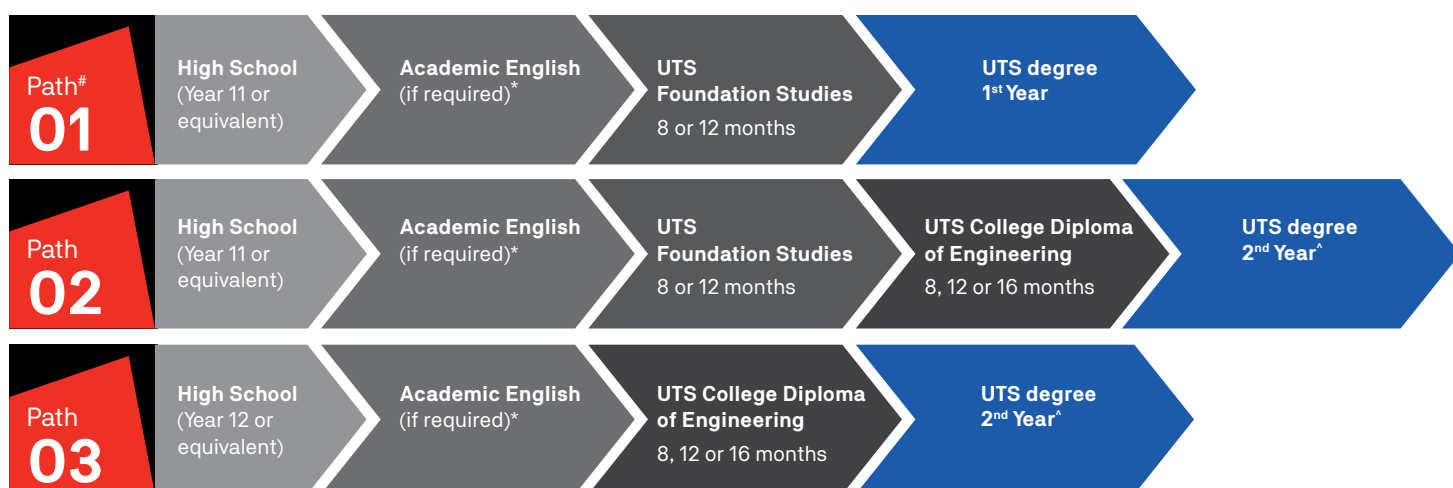 Path#
01
High School
(Year 11 or
equivalent)
Academic English
(if required)*
UTS
Foundation Studies
8 or 12 months
UTS degree
1st Year
Path
02
High School
(Year 11 or
equivalent)
Academic English
(if required)*
UTS
Foundation Studies
8 or 12 months
UTS College Diploma
of Engineering
8, 12 or 16 months
UTS degree
2nd Year^
Path
03
High School
(Year 12 or
equivalent)
Academic English
(if required)*
UTS College Diploma
of Engineering
8, 12 or 16 months
UTS degree
2nd Year^